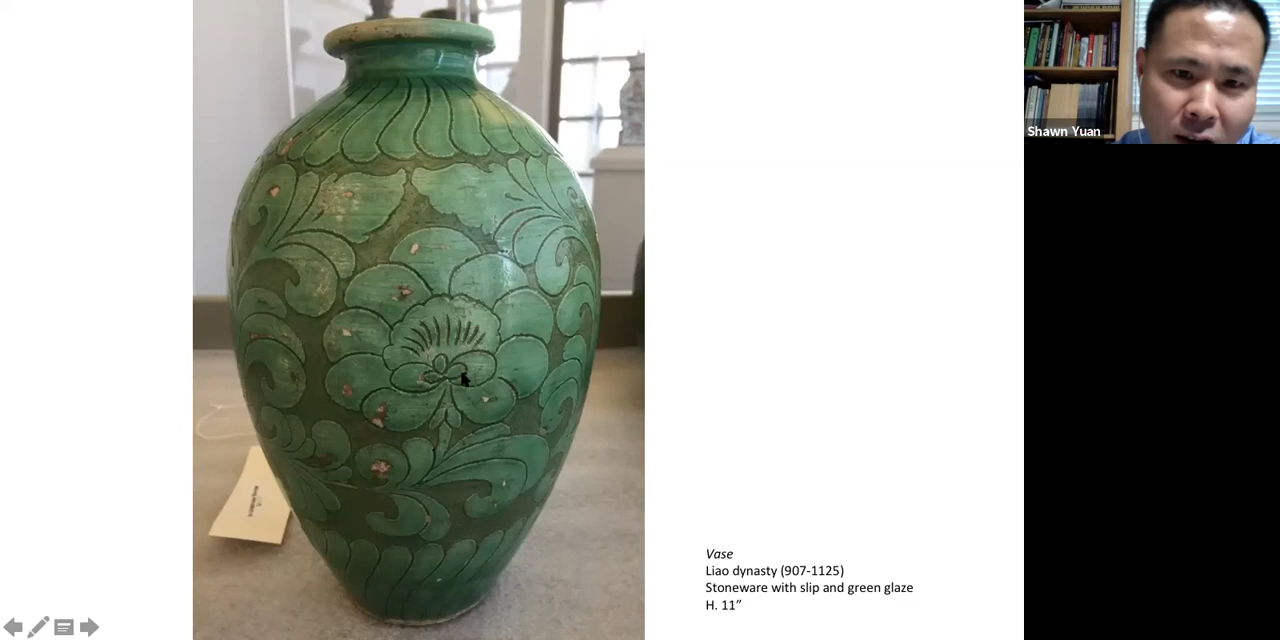 Shawn Yuan
Vase
Liao dynasty (907-1125)
Stoneware with slip and green glaze
H. 11”